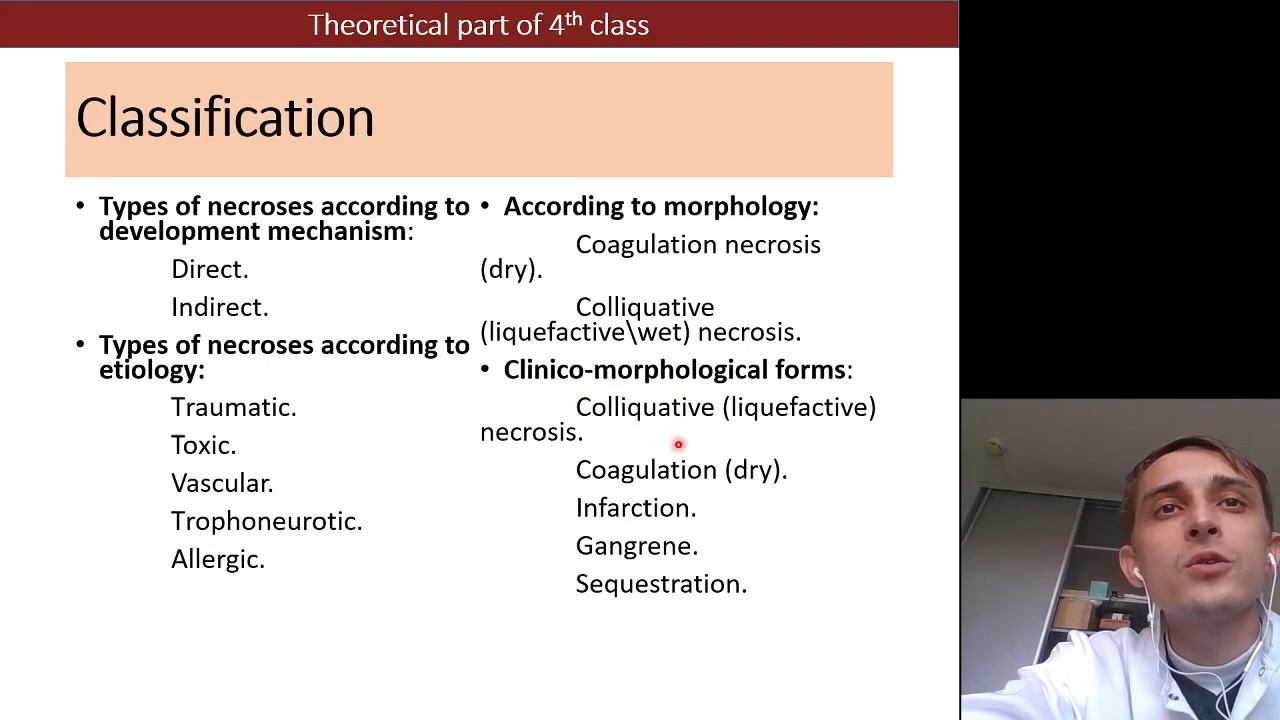 Theoretical part of 4th class
Classification
• Types of necroses according to
development mechanism:
Direct.
Indirect.
• Types of necroses according to
etiology:
Traumatic.
Toxic.
Vascular.
Trophoneurotic.
Allergic.
• According to morphology:
Coagulation necrosis
(dry).
Colliquative
(liquefactive\wet) necrosis.
• Clinico-morphological forms:
Colliquative (liquefactive)
necrosis.
Coagulation (dry).
Infarction.
Gangrene.
Sequestration.